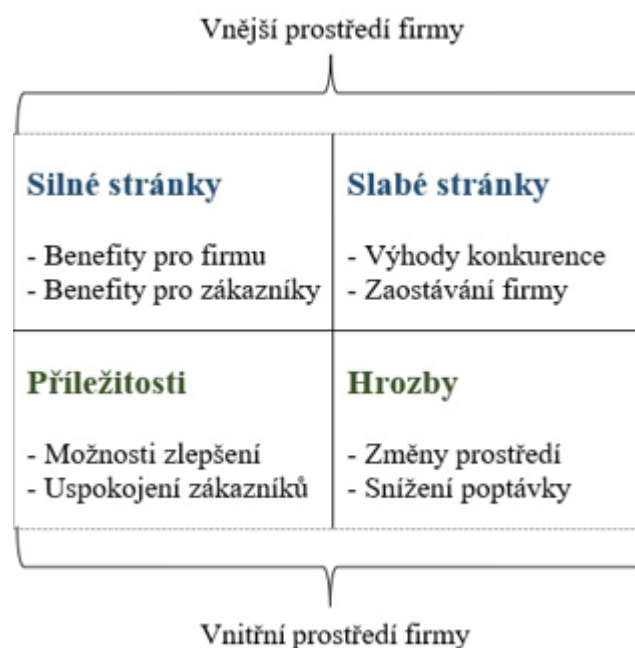 Vnější prostředí firmy
Silné stránky
- Benefity pro firmu
- Benefity pro zákazníky
Slabé stránky
- Výhody konkurence
- Zaostávání firmy
Příležitosti
- Možnosti zlepšení
- Uspokojení zákazníků
Hrozby
- Změny prostředí
- Snížení poptávky
Vnitřní prostředí firmy